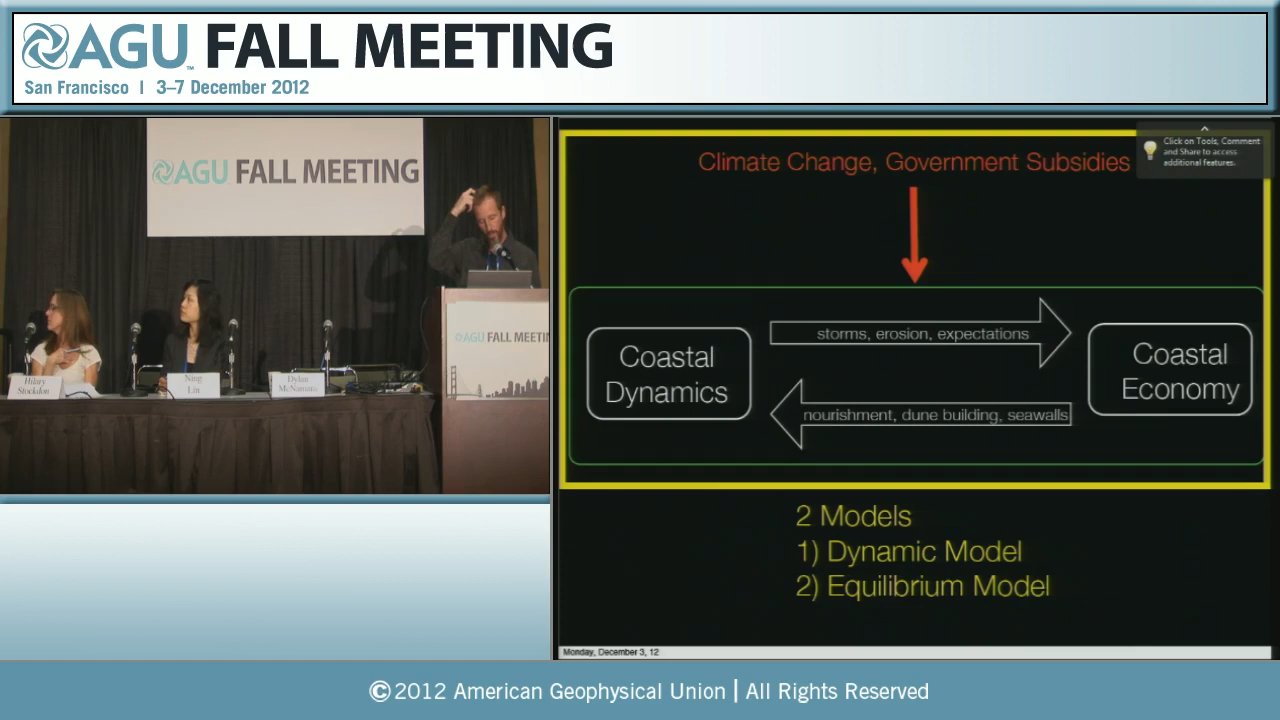 AGU™ FALL MEETING
San Francisco | 3–7 December 2012
AGU FALL MEETING
AGU FALL MEETIN
Hilary
Stockdon
Ning
Lin
Dylan
McNamara
Climate Change, Government Subsidies
Click on Tools, Comment
and Share to access
additional features.
storms, erosion, expectations
Coastal
Dynamics
Coastal
Economy
nourishment, dune building, seawalls
2 Models
1) Dynamic Model
2) Equilibrium Model
Monday, December 3, 12
©2012 American Geophysical Union | All Rights Reserved